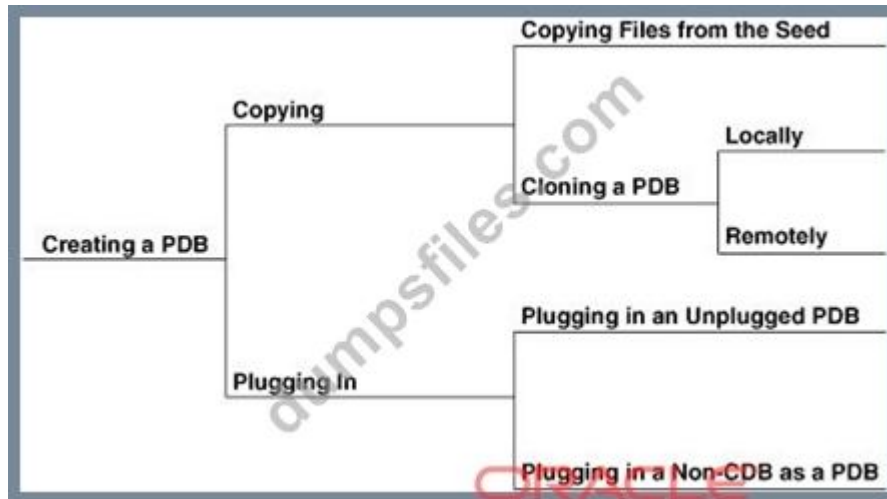 Copying Files from the Seed
Copying
Locally
Cloning a PDB
Creating a PDB
Remotely
Plugging in an Unplugged PDB
Plugging In
Plugging in a Non-CDB as a PDB
dumpsfiles.com
ORACLE